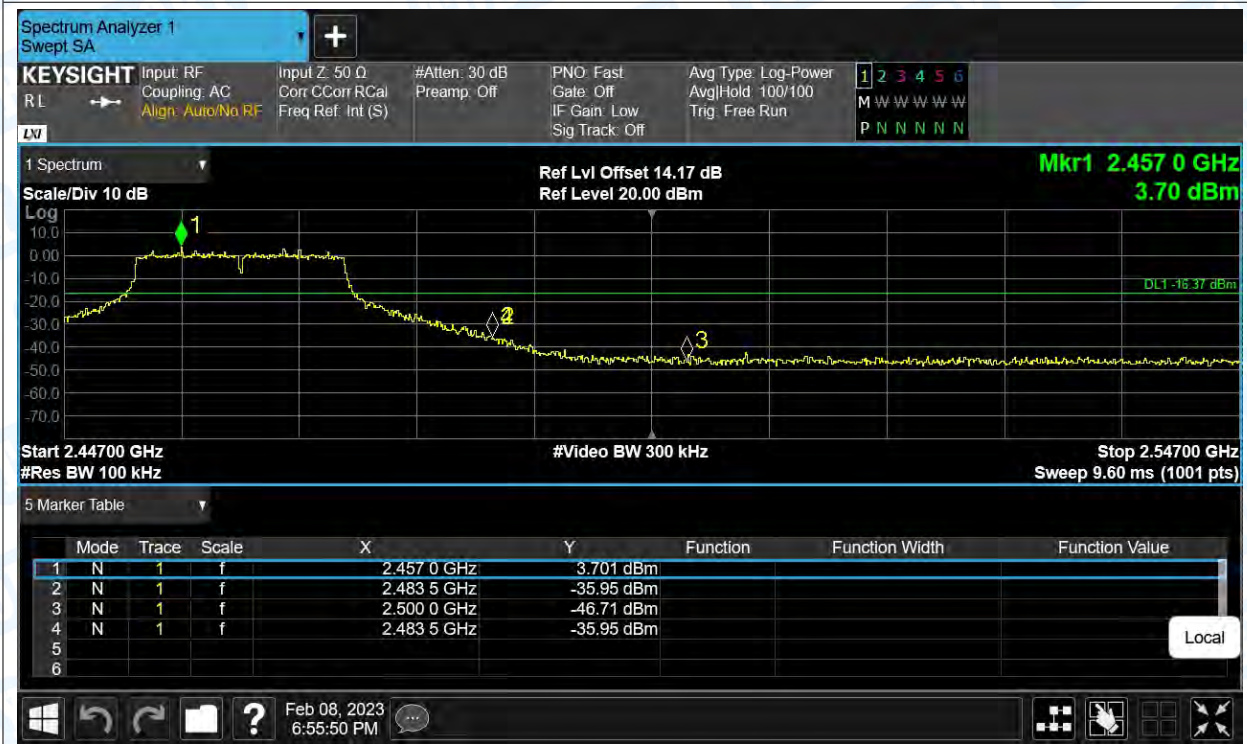 Spectrum Analyzer 1
Swept SA
+
KEYSIGHT Input: RF Input Z: 50 Ω #Atten: 30 dB PNO: Fast Avg Type: Log-Power 1 2 3 4 5 6
RL Coupling: AC Corr CCorr RCal Preamp: Off Gate: Off Avg|Hold: 100/100 M W W W W W
Align: Auto/No RF Freq Ref: Int (S) IF Gain: Low Trig: Free Run
LXI Sig Track: Off P N N N N N
1 Spectrum Ref Lvl Offset 14.17 dB Mkr1 2.457 0 GHz
Scale/Div 10 dB Ref Level 20.00 dBm 3.70 dBm
Log
1
10.0
0.00
-10.0
DL1 -16.37 dBm
-20.0
-30.0
-40.0
3
-50.0
-60.0
-70.0
Start 2.44700 GHz #Video BW 300 kHz Stop 2.54700 GHz
#Res BW 100 kHz Sweep 9.60 ms (1001 pts)
5 Marker Table
Mode Trace Scale X Y Function Function Width Function Value
1 N 1 f 2.457 0 GHz 3.701 dBm
2 N 1 f 2.483 5 GHz -35.95 dBm
3 N 1 f 2.500 0 GHz -46.71 dBm
4 N 1 f 2.483 5 GHz -35.95 dBm
5
6
Local
? Feb 08, 2023
6:55:50 PM